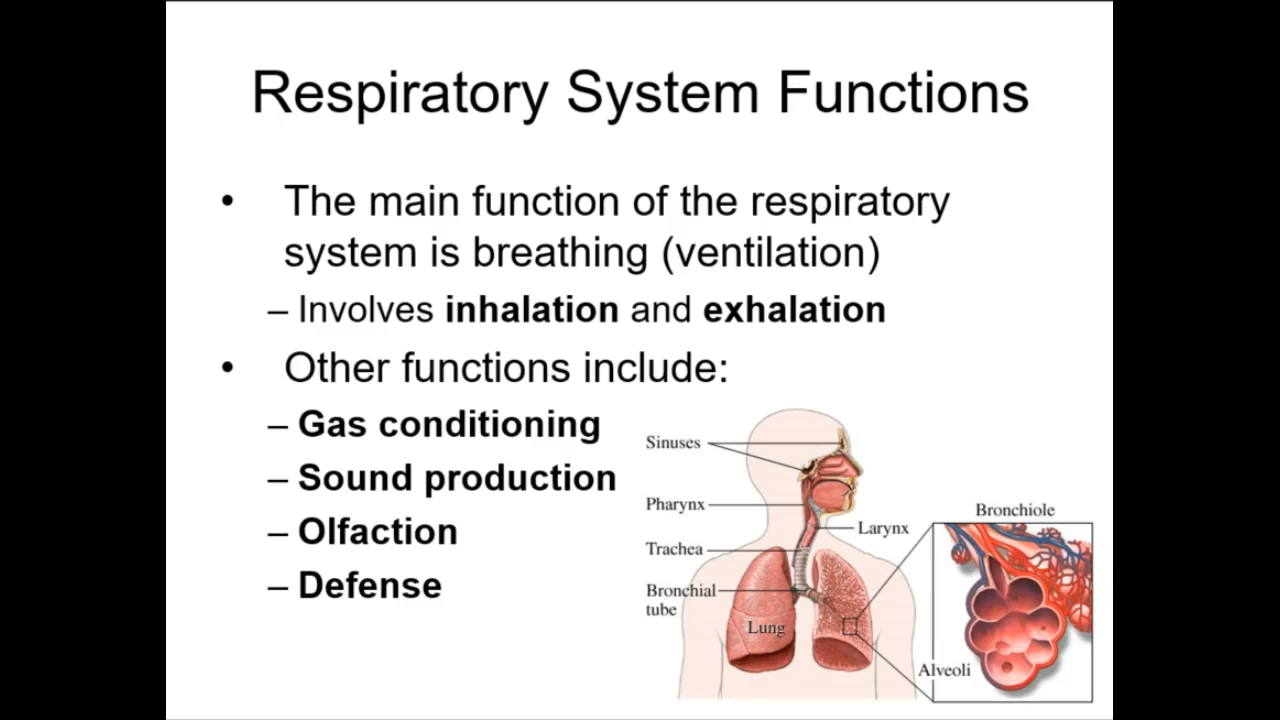 Respiratory System Functions
• The main function of the respiratory
system is breathing (ventilation)
– Involves inhalation and exhalation
• Other functions include:
– Gas conditioning
– Sound production
– Olfaction
– Defense
Sinuses
Pharynx
Larynx
Trachea
Bronchial
tube
Lung
Bronchiole
Alveoli